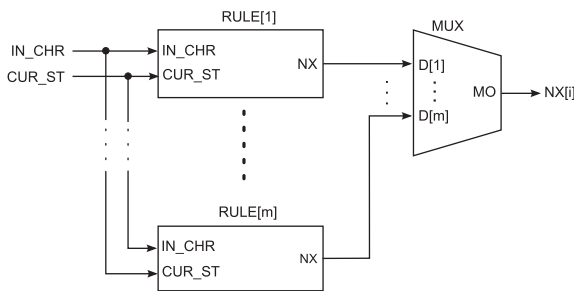 RULE[1]
MUX
IN_CHR
IN_CHR
CUR_ST
CUR_ST
NX
D[1]
MO
NX[i]
D[m]
RULE[m]
IN_CHR
CUR_ST
NX